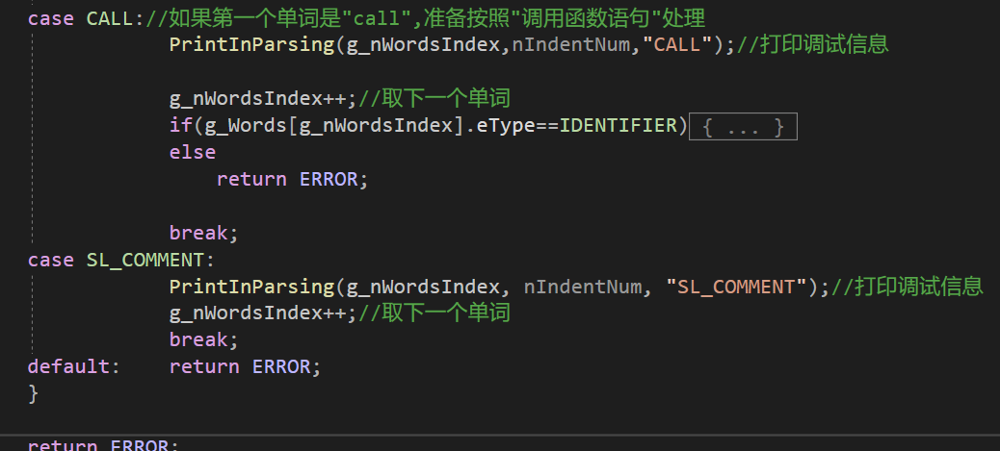 case CALL://如果第一个单词是"call",准备按照"调用函数语句"处理
PrintInParsing(g_nWordsIndex,nIndentNum,"CALL");//打印调试信息
g_nWordsIndex++;//取下一个单词
if(g_Words[g_nWordsIndex].eType==IDENTIFIER){ ... }
else
return ERROR;
break;
case SL_COMMENT:
PrintInParsing(g_nWordsIndex, nIndentNum, "SL_COMMENT");//打印调试信息
g_nWordsIndex++;//取下一个单词
break;
default: return ERROR;
}
return ERROR;